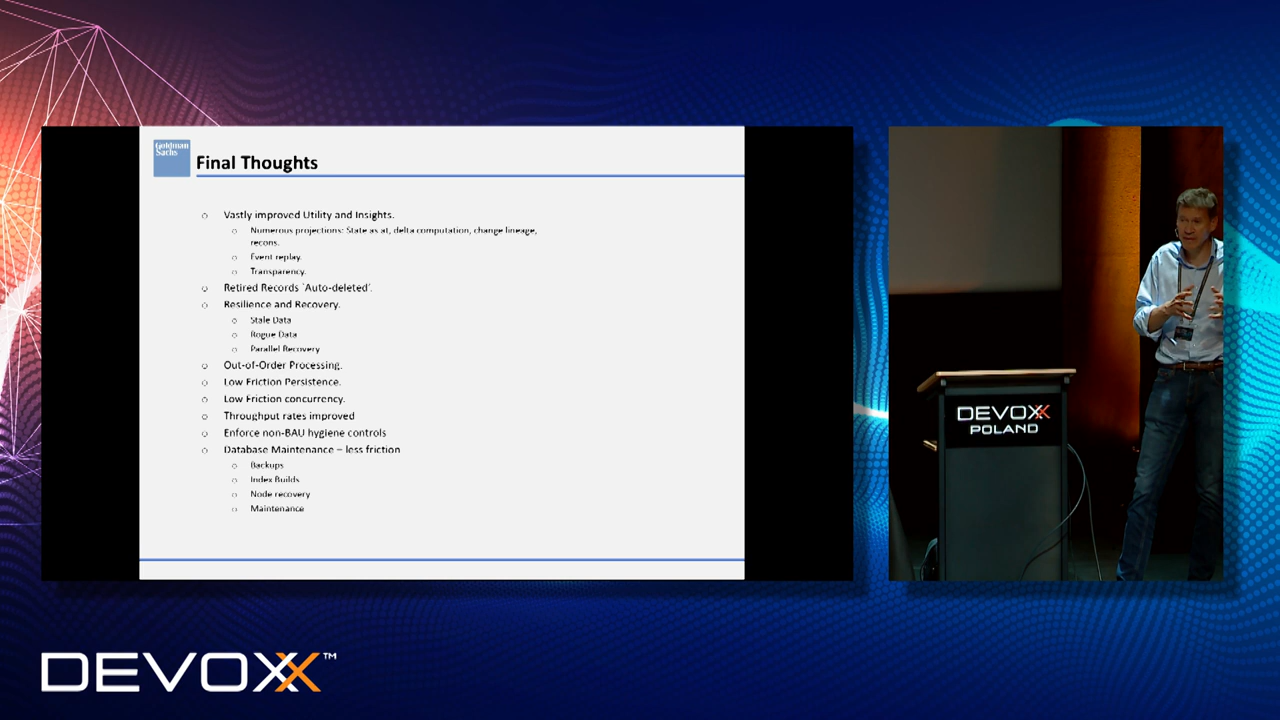 Goldman
Sachs
Final Thoughts
Vastly improved Utility and Insights.
Numerous projections: State as at, delta computation, change lineage,
recons.
Event replay.
Transparency.
Retired Records `Auto-deleted’.
Resilience and Recovery.
Stale Data
Rogue Data
Parallel Recovery
Out-of-Order Processing.
Low Friction Persistence.
Low Friction concurrency.
Throughput rates improved
Enforce non-BAU hygiene controls
Database Maintenance – less friction
Backups
Index Builds
Node recovery
Maintenance
DEVOXX
POLAND
DEVOXX™